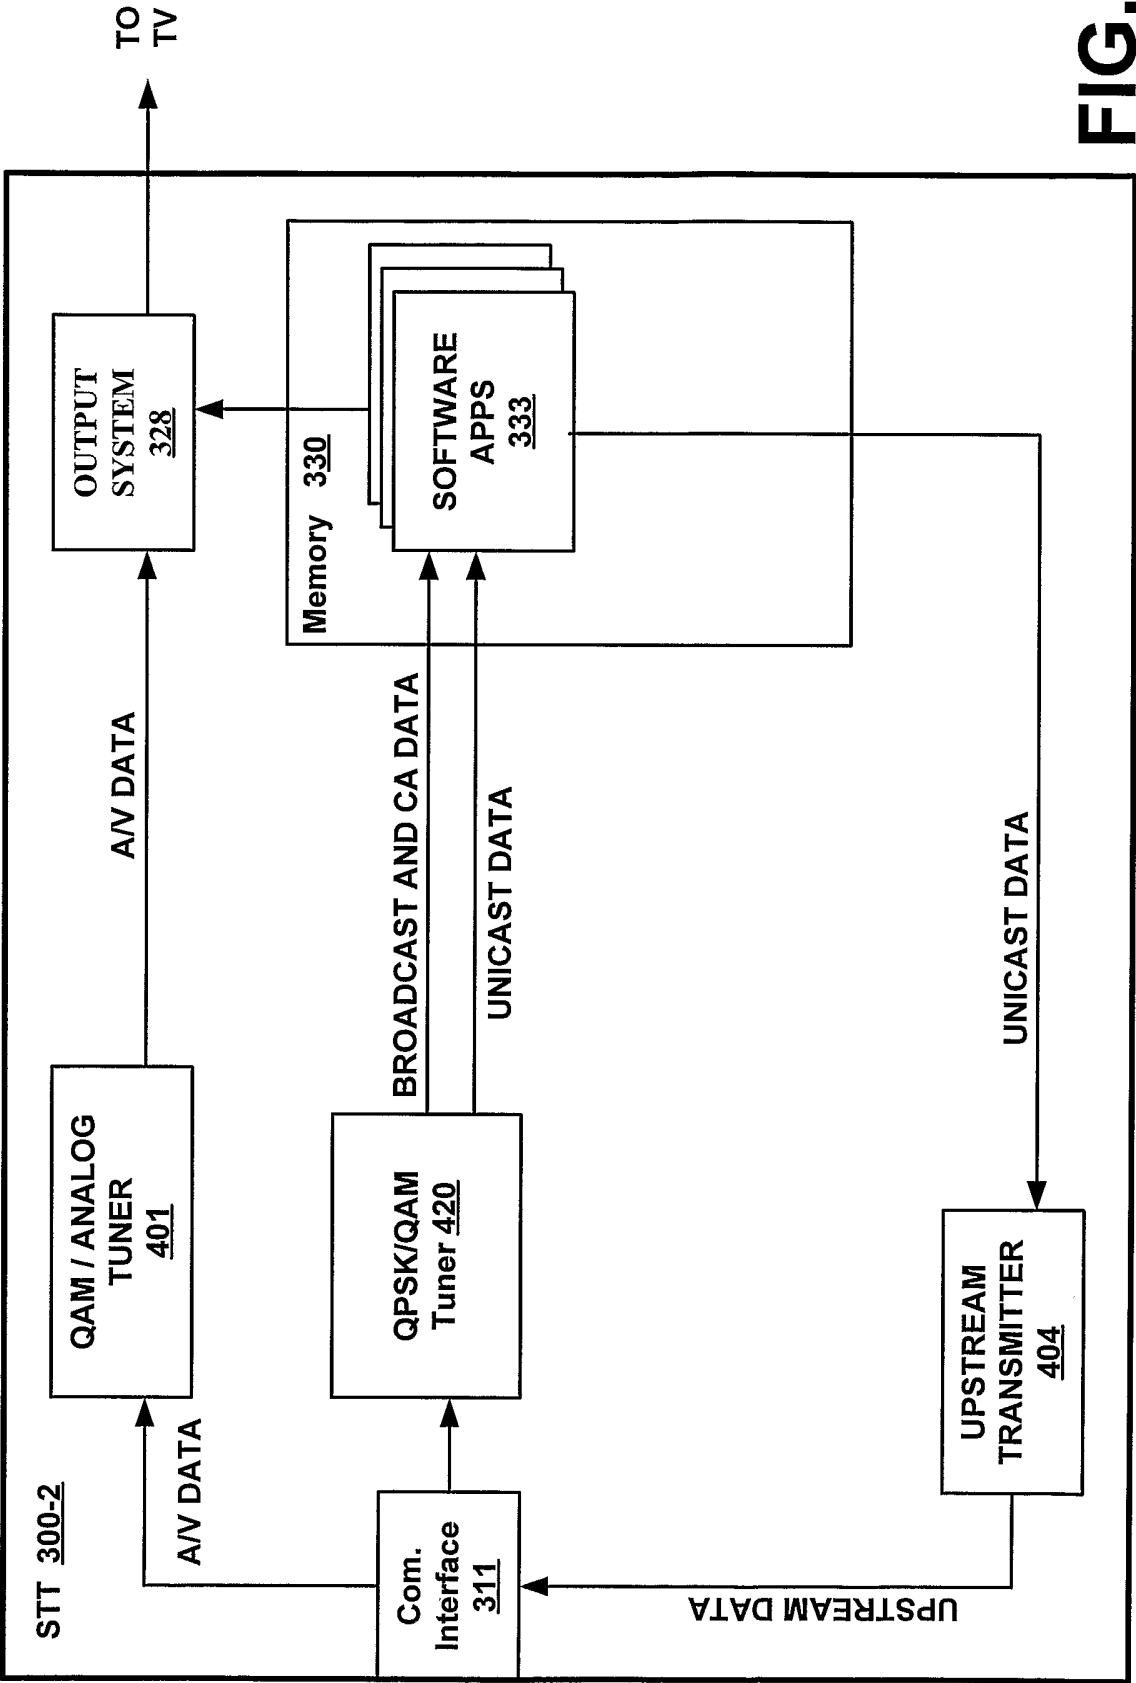 STT 300-2
A/V DATA
QAM / ANALOG
TUNER
401
A/V DATA
OUTPUT
SYSTEM
328
TO
TV
Com.
Interface
311
QPSK/QAM
Tuner 420
BROADCAST AND CA DATA
UNICAST DATA
Memory 330
SOFTWARE
APPS
333
UPSTREAM DATA
UPSTREAM
TRANSMITTER
404
UNICAST DATA
FIG.